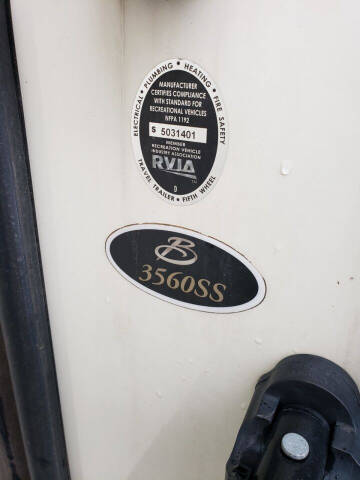 ELECTRICAL • PLUMBING • HEATING • FIRE SAFETY
MANUFACTURER
CERTIFIES COMPLIANCE
WITH STANDARD FOR
RECREATIONAL VEHICLES
NFPA 1192
S 5031401
MEMBER
RECREATION VEHICLE
INDUSTRY ASSOCIATION
RVIA
TM
D
TRAVEL TRAILER • FIFTH WHEEL
B
3560SS